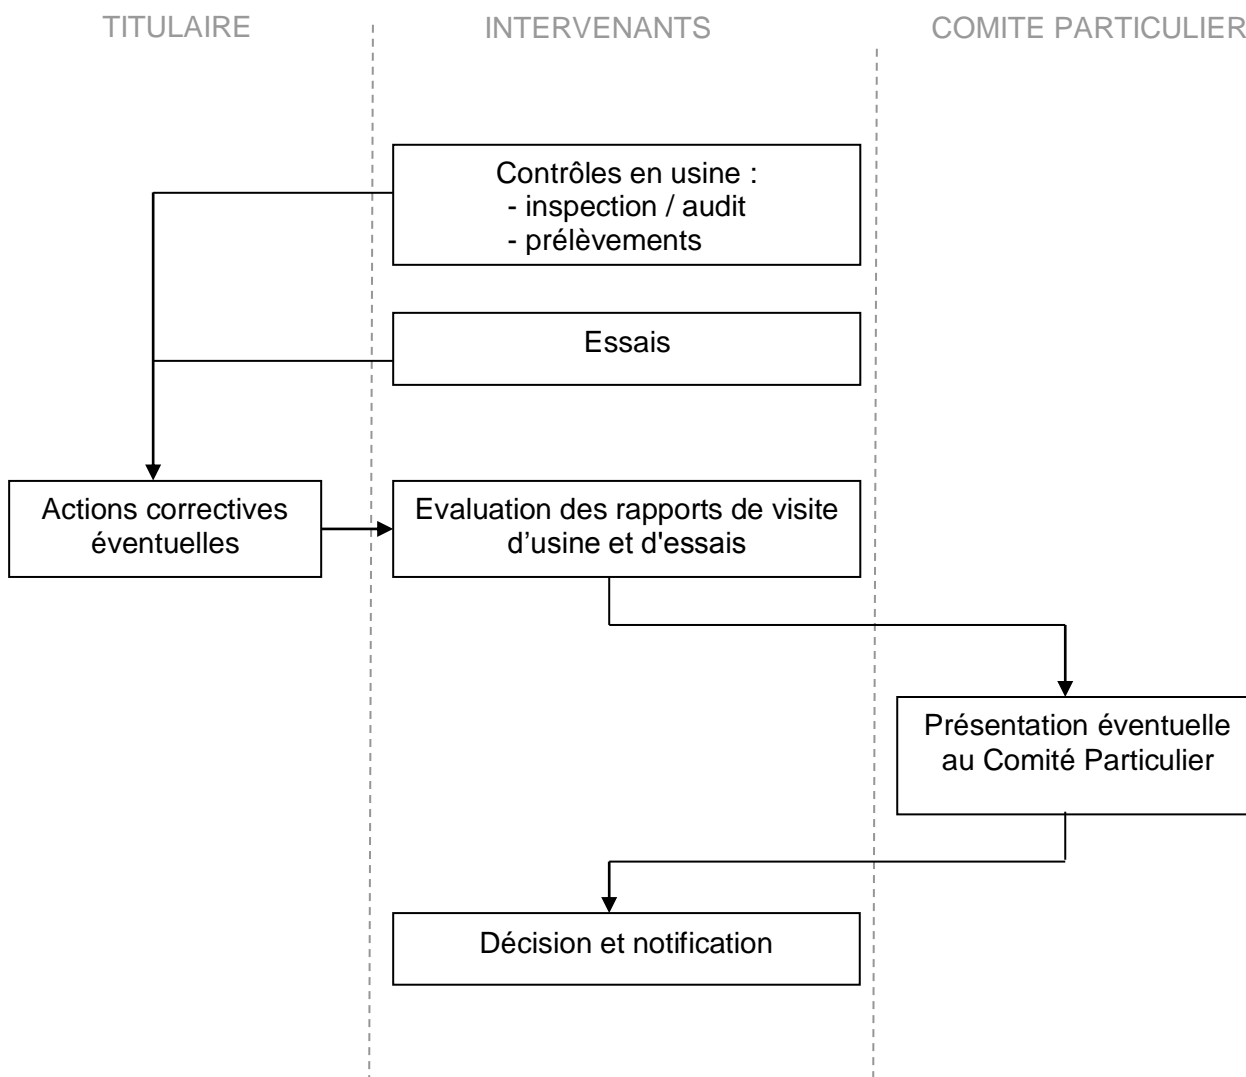 TITULAIRE
INTERVENANTS
COMITE PARTICULIER
Contrôles en usine :
- inspection / audit
- prélèvements
Essais
Actions correctives
éventuelles
Evaluation des rapports de visite
d’usine et d'essais
Présentation éventuelle
au Comité Particulier
Décision et notification